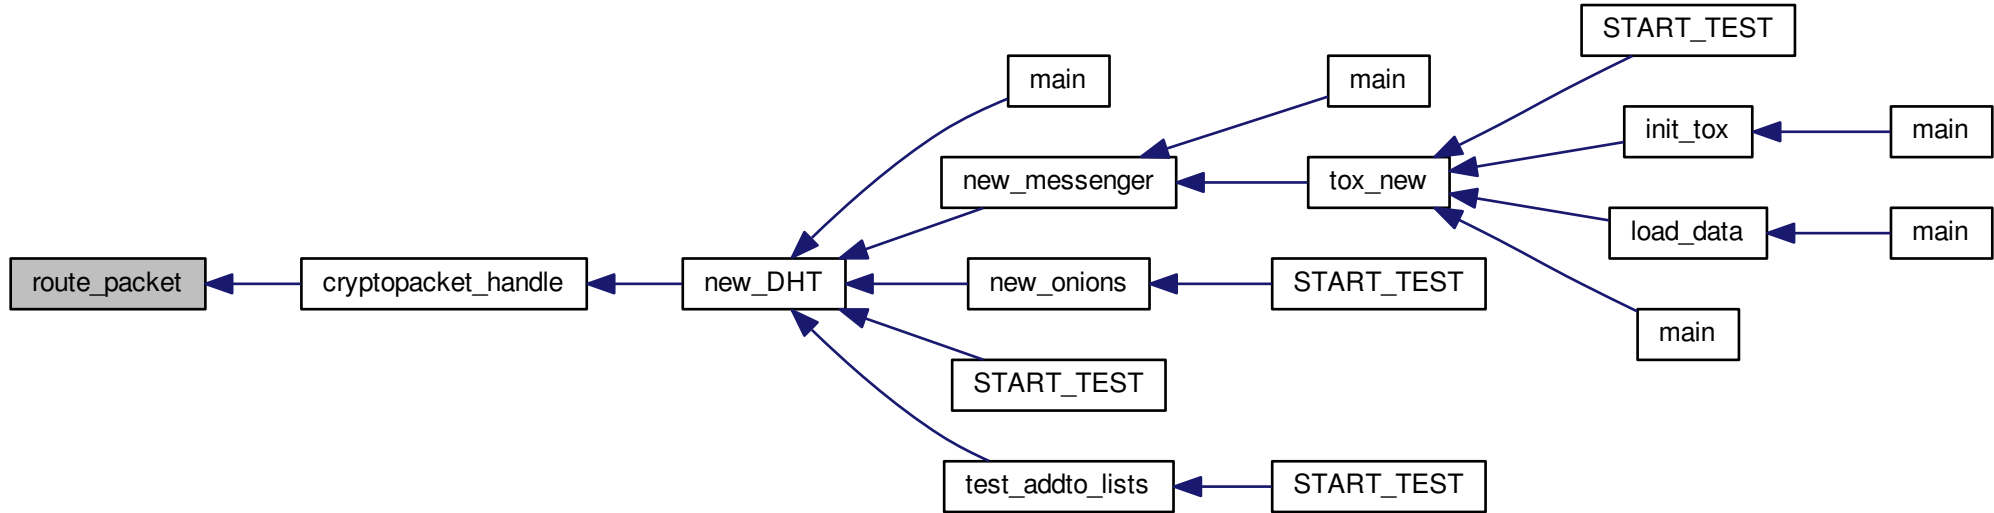 START_TEST
main
main
init_tox
main
new_messenger
tox_new
load_data
main
route_packet
cryptopacket_handle
new_DHT
new_onions
START_TEST
main
START_TEST
test_addto_lists
START_TEST